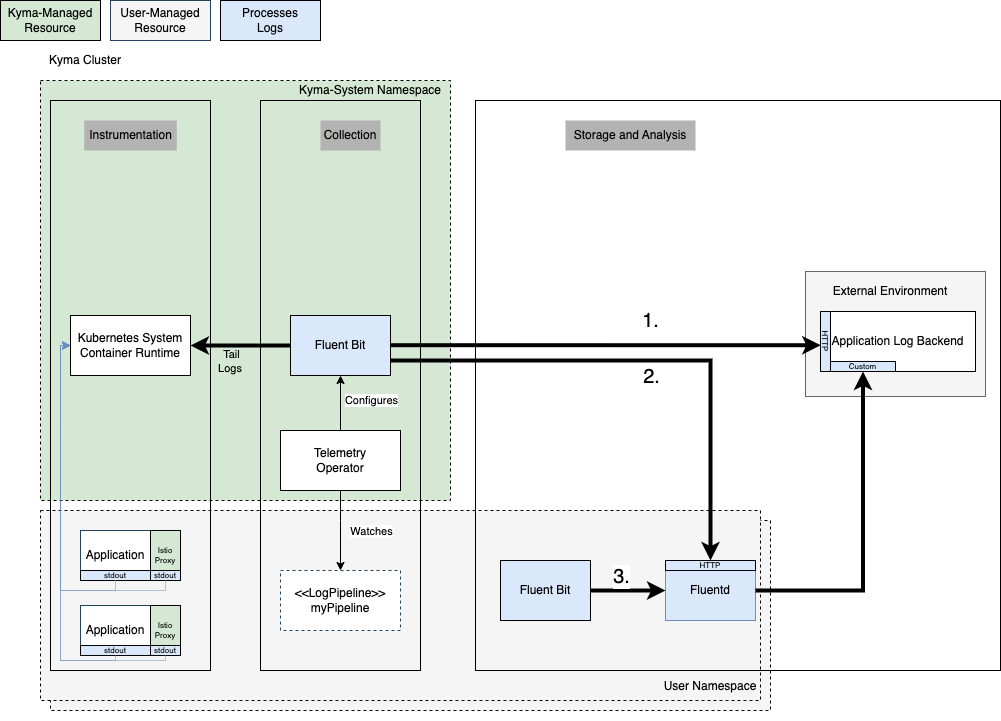 Kyma-Managed
Resource
User-Managed
Resource
Processes
Logs
Kyma Cluster
Kyma-System Namespace
Instrumentation
Collection
Storage and Analysis
External Environment
HTTP
Application Log Backend
Custom
Kubernetes System
Container Runtime
Tail
Logs
Fluent Bit
1.
2.
Configures
Telemetry
Operator
Watches
<<LogPipeline>>
myPipeline
Application
Istio
Proxy
stdout
stdout
Application
Istio
Proxy
stdout
stdout
Fluent Bit
3.
HTTP
Fluentd
User Namespace